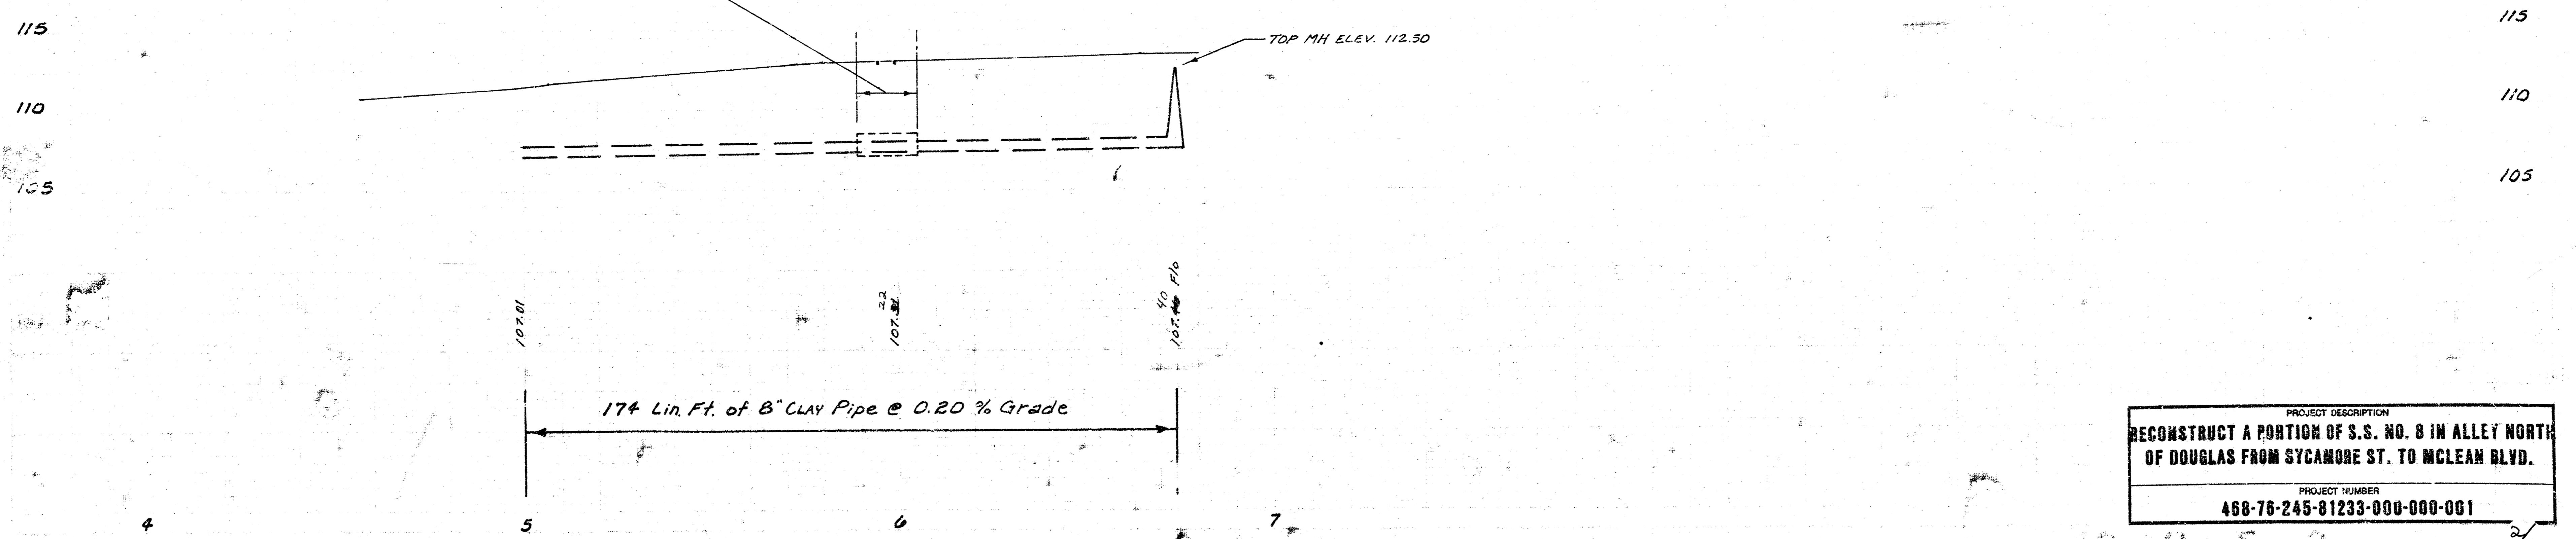 115
115
TOP MH ELEV. 112.50
110
110
105
105
107.01
22
107.
40
107. F/o
174 Lin. Ft. of 8" CLAY Pipe @ 0.20 % Grade
PROJECT DESCRIPTION
RECONSTRUCT A PORTION OF S.S. NO. 8 IN ALLEY NORTH
OF DOUGLAS FROM SYCAMORE ST. TO MCLEAN BLVD.
PROJECT NUMBER
468-76-245-81233-000-000-001
4
5
6
7
2/